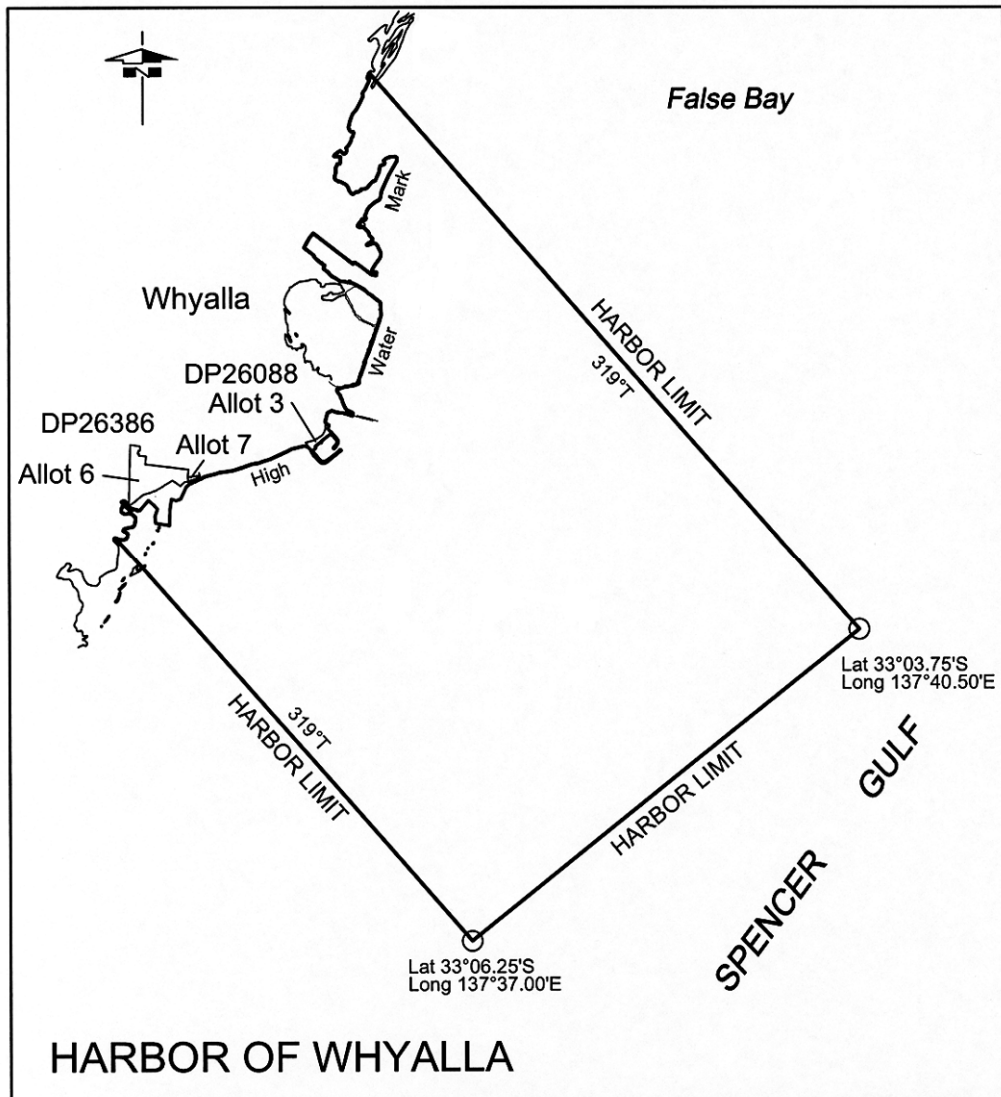 N
False Bay
Mark
Whyalla
HARBOR LIMIT
319°T
Water
DP26088
Allot 3
DP26386
Allot 7
Allot 6
High
Lat 33°03.75'S
Long 137°40.50'E
319°T
HARBOR LIMIT
HARBOR LIMIT
SPENCER GULF
Lat 33°06.25'S
Long 137°37.00'E
HARBOR OF WHYALLA